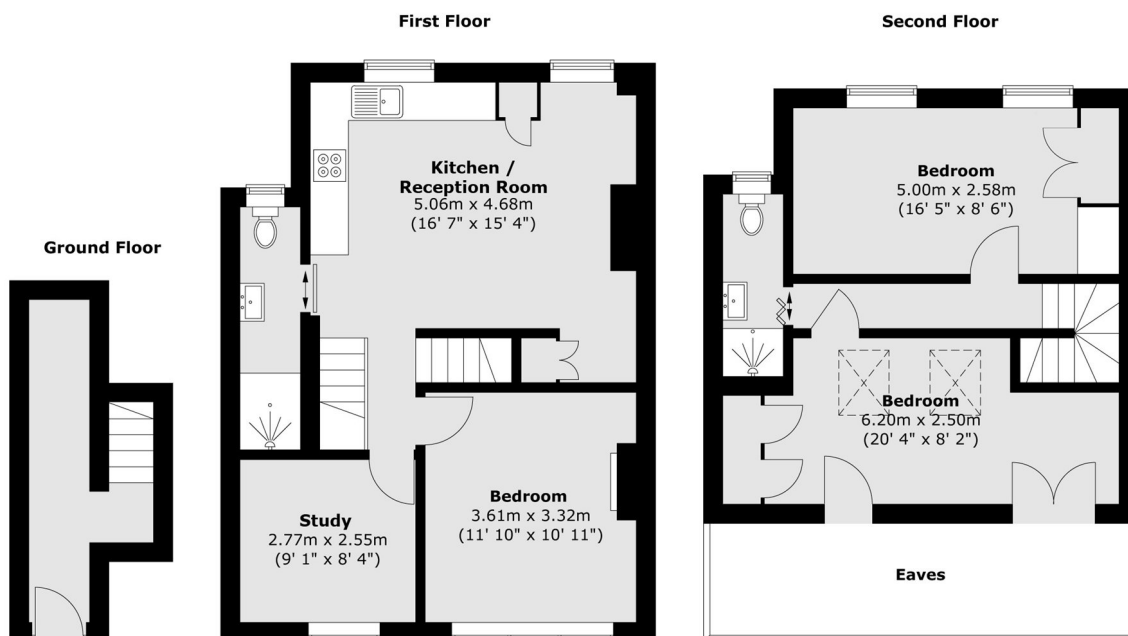 First Floor
Second Floor
Kitchen /
Reception Room
5.06m x 4.68m
(16' 7" x 15' 4")
Bedroom
5.00m x 2.58m
(16' 5" x 8' 6")
Ground Floor
Bedroom
6.20m x 2.50m
(20' 4" x 8' 2")
Bedroom
3.61m x 3.32m
(11' 10" x 10' 11")
Study
2.77m x 2.55m
(9' 1" x 8' 4")
Eaves